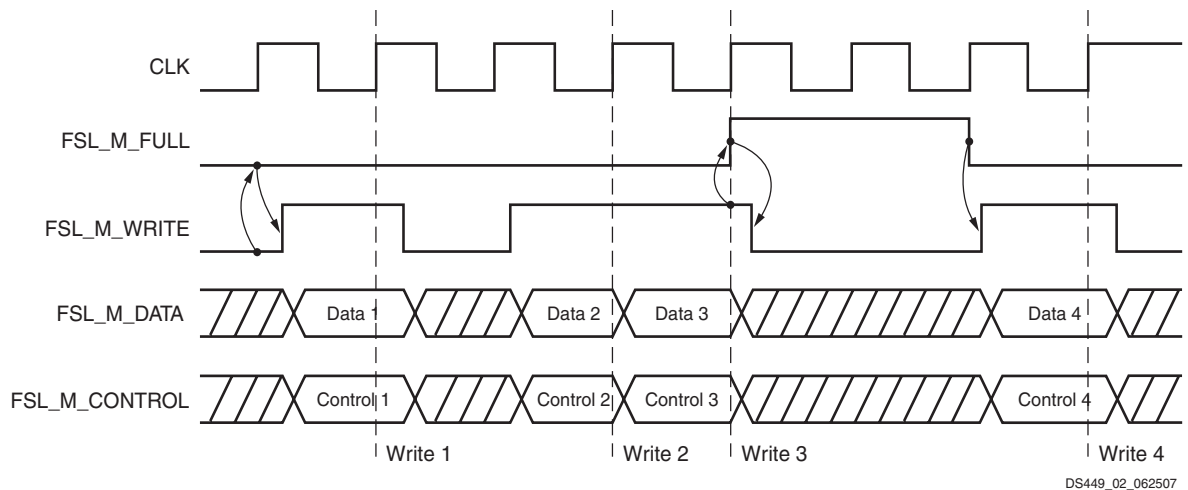 CLK
FSL_M_FULL
FSL_M_WRITE
FSL_M_DATA
Data 1
Data 2
Data 3
Data 4
FSL_M_CONTROL
Control 1
Control 2
Control 3
Control 4
Write 1
Write 2
Write 3
Write 4
DS449_02_062507